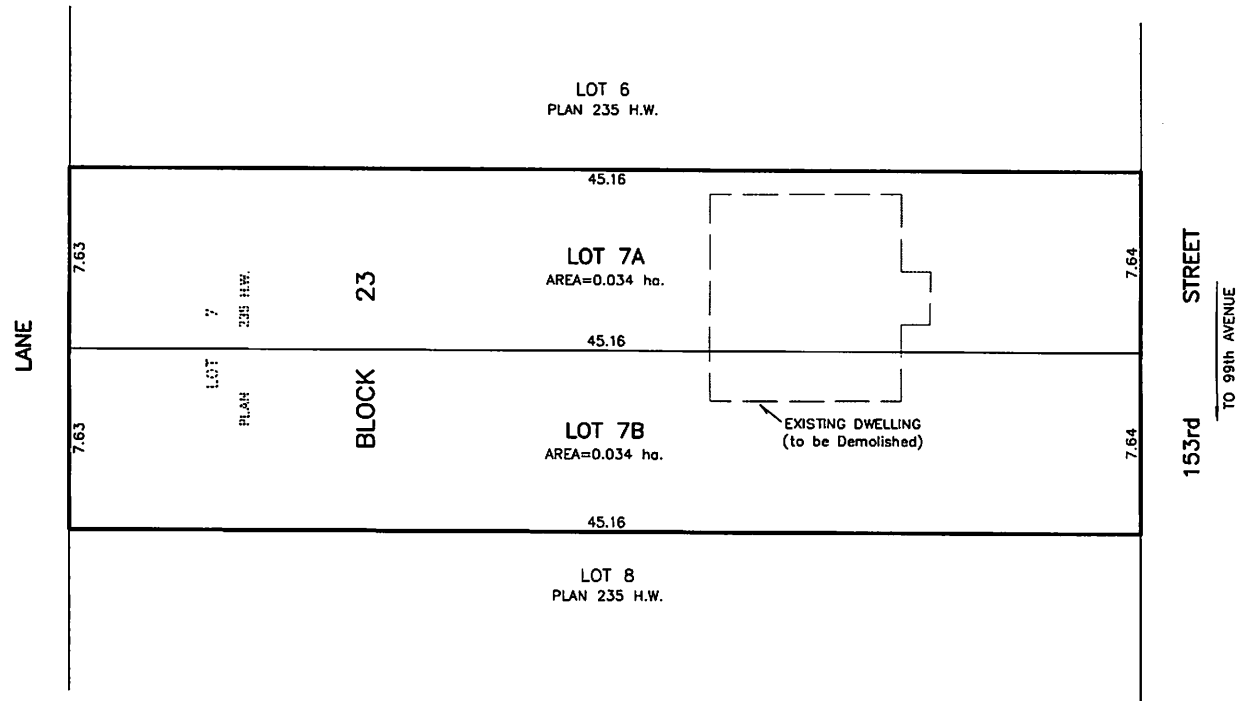 LOT 6
PLAN 235 H.W.
45.16
7.63
LOT 7A
AREA=0.034 ha.
7.64
LOT 7
PLAN 235 H.W.
BLOCK 23
45.16
LANE
153rd STREET
TO 99th AVENUE
EXISTING DWELLING
(to be Demolished)
7.63
LOT 7B
AREA=0.034 ha.
7.64
45.16
LOT 8
PLAN 235 H.W.